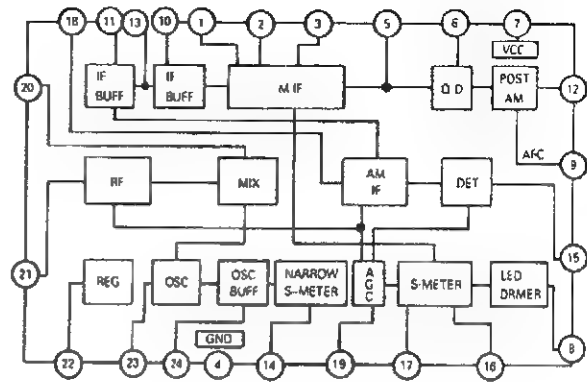 18 11 13 10 1 2 3 5 6 7
VCC
20
IF BUFF
IF BUFF
M IF
Q D
POST AM
12
AFC
9
RF
MIX
AM IF
DET
21
15
REG
OSC
OSC BUFF
NARROW S-METER
AGC
S-METER
LED DRMER
GND
8
22 23 24 4 14 19 17 16